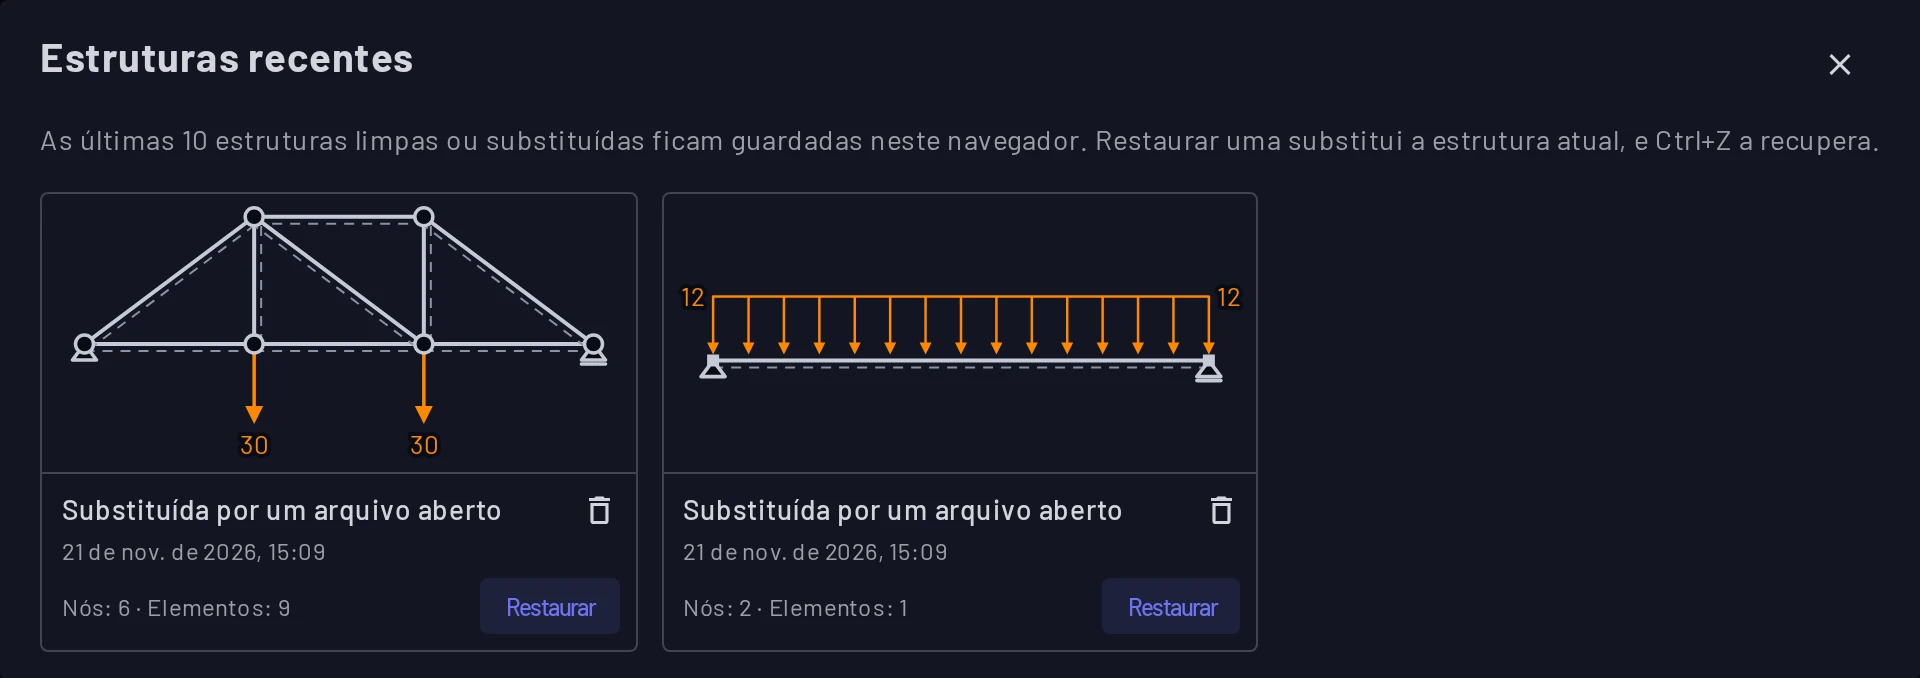 Estruturas recentes
As últimas 10 estruturas limpas ou substituídas ficam guardadas neste navegador. Restaurar uma substitui a estrutura atual, e Ctrl+Z a recupera.
30
30
Substituída por um arquivo aberto
21 de nov. de 2026, 15:09
Nós: 6 · Elementos: 9
Restaurar
12
12
Substituída por um arquivo aberto
21 de nov. de 2026, 15:09
Nós: 2 · Elementos: 1
Restaurar